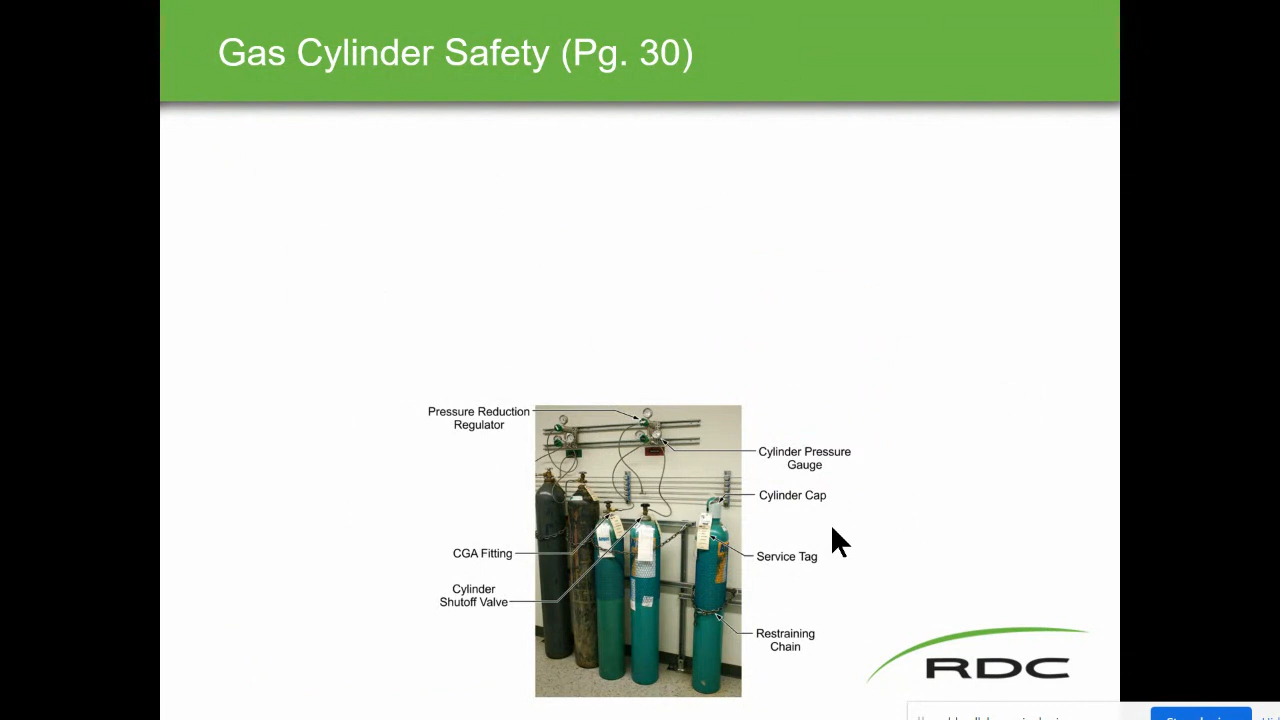 Gas Cylinder Safety (Pg. 30)
Pressure Reduction
Regulator
Cylinder Pressure
Gauge
Cylinder Cap
CGA Fitting
Service Tag
Cylinder
Shutoff Valve
Restraining
Chain
RDC